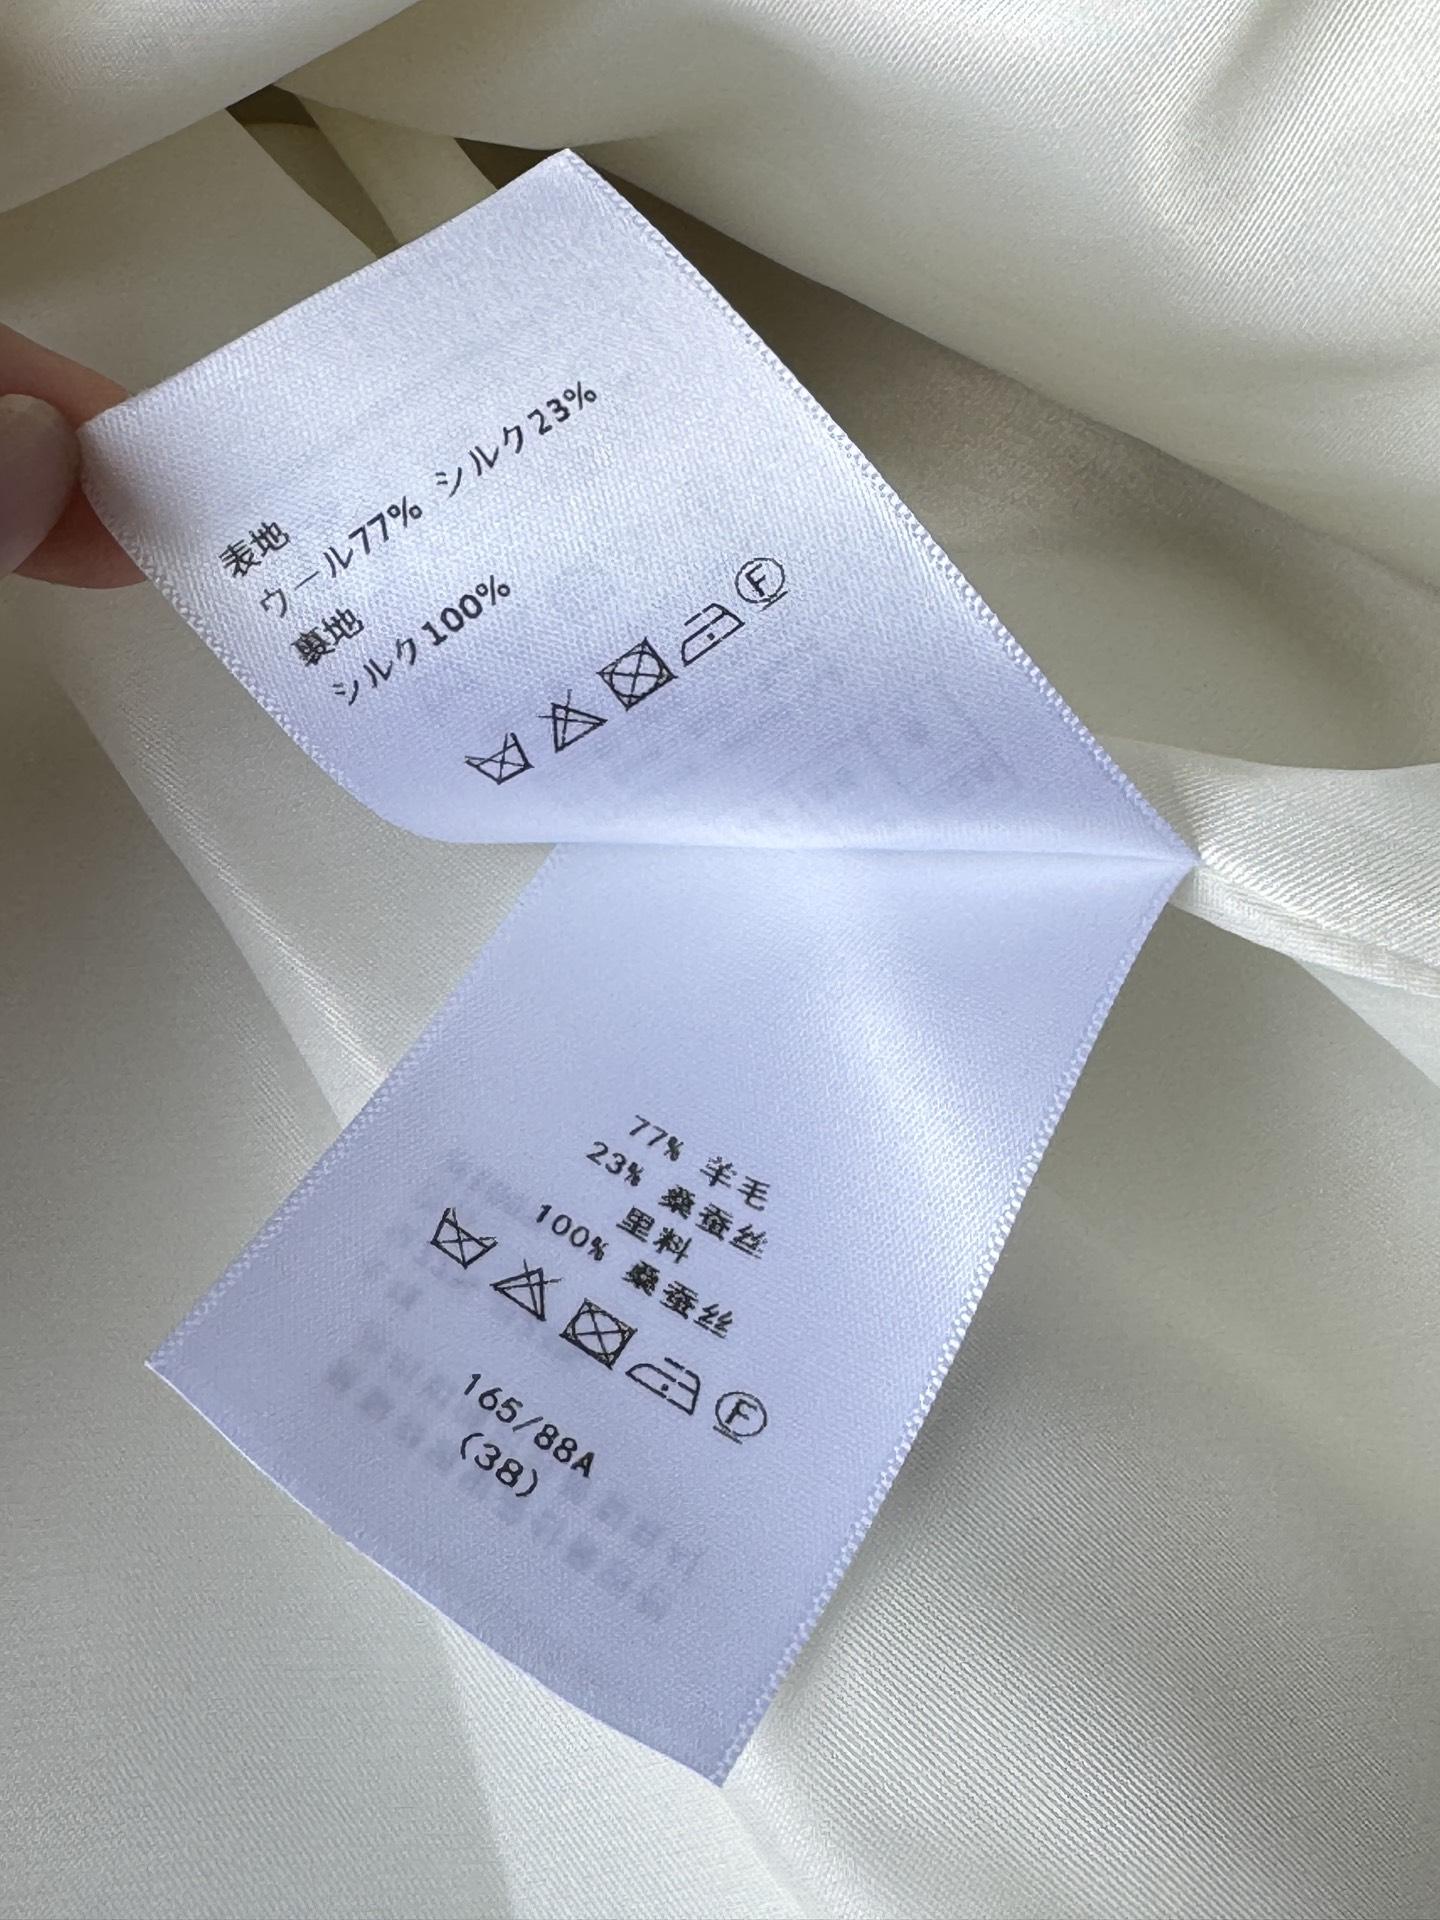 表地
ウール77% シルク23%
裏地
シルク100%
F
77% 羊毛
23% 桑蚕丝
里料
100% 桑蚕丝
F
165/88A
(38)